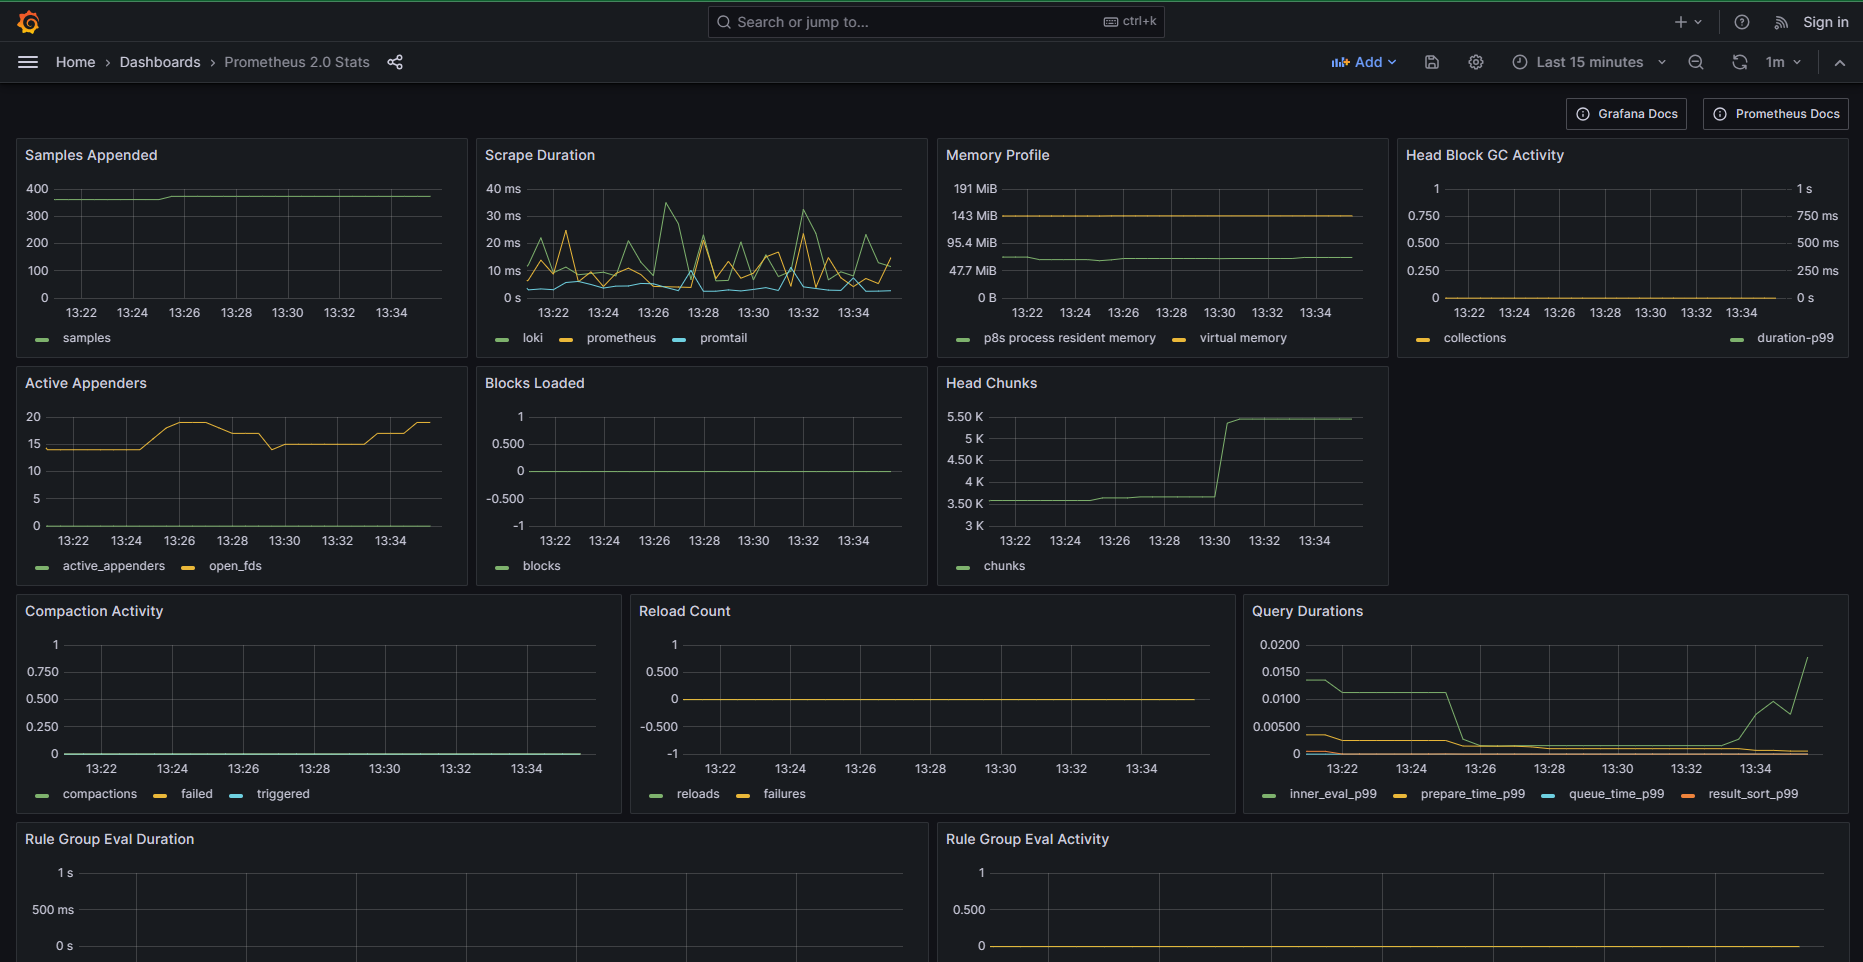 Search or jump to... ctrl+k Sign in
Home › Dashboards › Prometheus 2.0 Stats Add Last 15 minutes 1m
Grafana Docs Prometheus Docs
Samples Appended
400
300
200
100
0
13:22 13:24 13:26 13:28 13:30 13:32 13:34
samples
Scrape Duration
40 ms
30 ms
20 ms
10 ms
0 s
13:22 13:24 13:26 13:28 13:30 13:32 13:34
loki prometheus promtail
Memory Profile
191 MiB
143 MiB
95.4 MiB
47.7 MiB
0 B
13:22 13:24 13:26 13:28 13:30 13:32 13:34
p8s process resident memory virtual memory
Head Block GC Activity
1 1 s
0.750 750 ms
0.500 500 ms
0.250 250 ms
0 0 s
13:22 13:24 13:26 13:28 13:30 13:32 13:34
collections duration-p99
Active Appenders
20
15
10
5
0
13:22 13:24 13:26 13:28 13:30 13:32 13:34
active_appenders open_fds
Blocks Loaded
1
0.500
0
-0.500
-1
13:22 13:24 13:26 13:28 13:30 13:32 13:34
blocks
Head Chunks
5.50 K
5 K
4.50 K
4 K
3.50 K
3 K
13:22 13:24 13:26 13:28 13:30 13:32 13:34
chunks
Compaction Activity
1
0.750
0.500
0.250
0
13:22 13:24 13:26 13:28 13:30 13:32 13:34
compactions failed triggered
Reload Count
1
0.500
0
-0.500
-1
13:22 13:24 13:26 13:28 13:30 13:32 13:34
reloads failures
Query Durations
0.0200
0.0150
0.0100
0.00500
0
13:22 13:24 13:26 13:28 13:30 13:32 13:34
inner_eval_p99 prepare_time_p99 queue_time_p99 result_sort_p99
Rule Group Eval Duration
1 s
500 ms
0 s
Rule Group Eval Activity
1
0.500
0